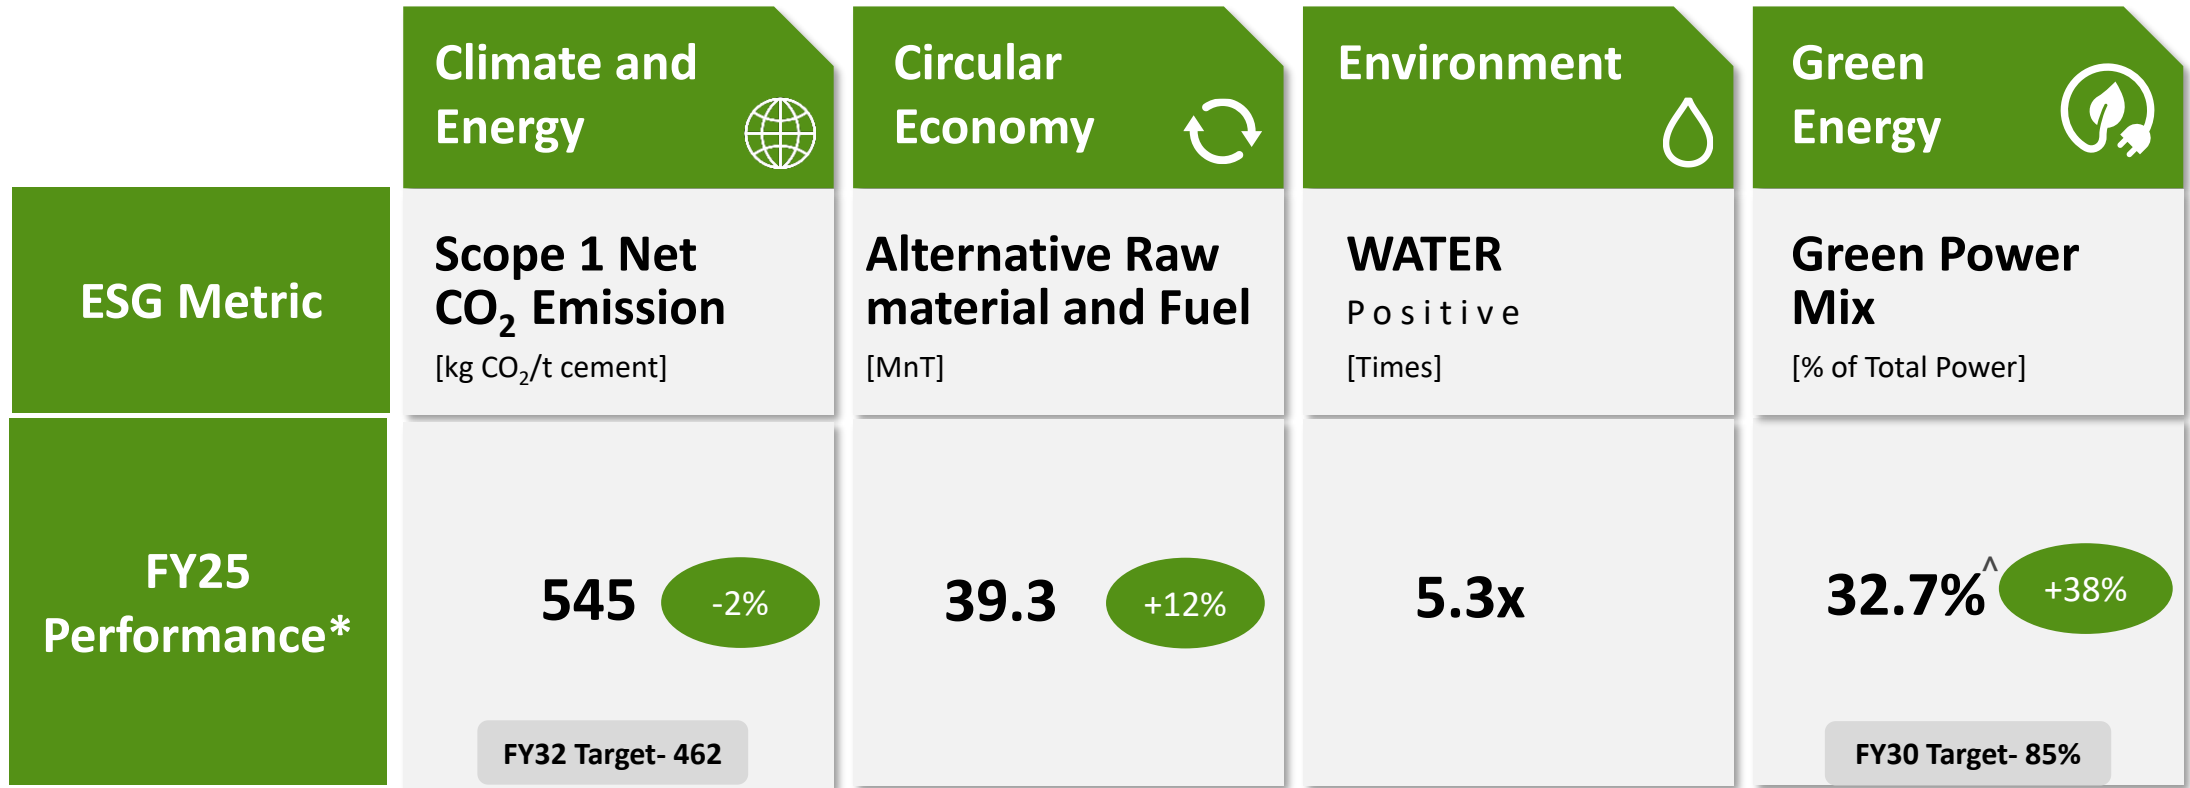 Climate and
Energy
Circular
Economy
Environment
Green
Energy
ESG Metric
Scope 1 Net
CO₂ Emission
[kg CO₂/t cement]
Alternative Raw
material and Fuel
[MnT]
WATER
Positive
[Times]
Green Power
Mix
[% of Total Power]
FY25
Performance*
545
-2%
FY32 Target- 462
39.3
+12%
5.3x
32.7%^
+38%
FY30 Target- 85%